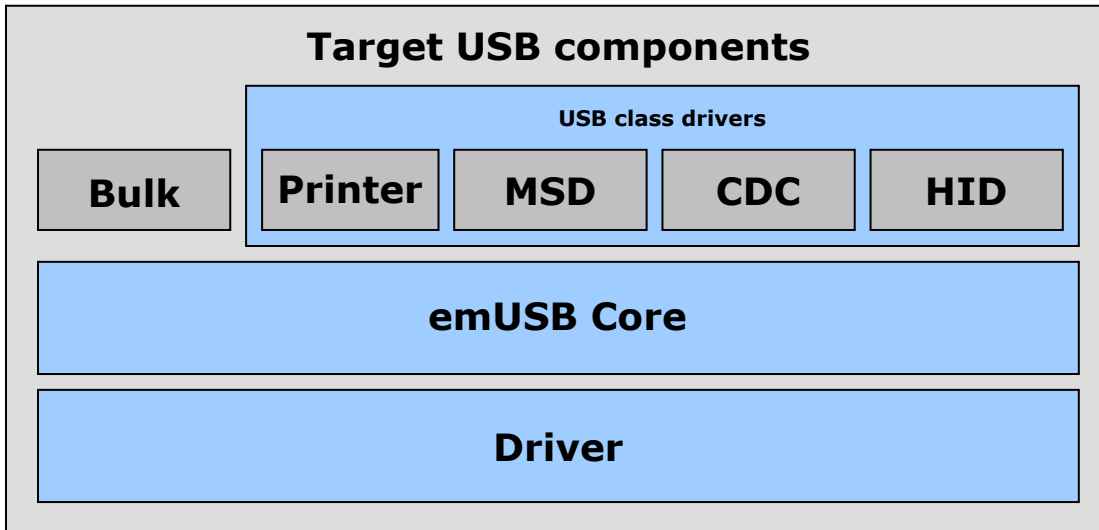 Target USB components
USB class drivers
Bulk
Printer
MSD
CDC
HID
emUSB Core
Driver